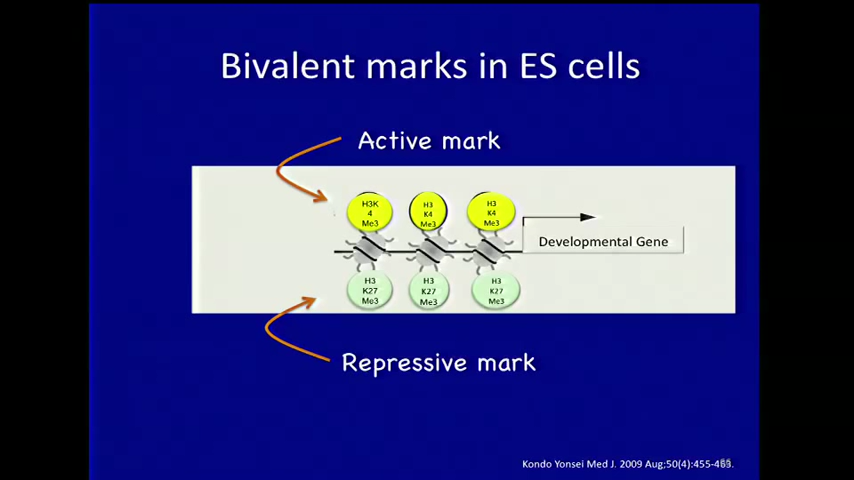 Bivalent marks in ES cells
Active mark
H3K
4
Me3
H3
K4
Me3
H3
K4
Me3
Developmental Gene
H3
K27
Me3
H3
K27
Me3
H3
K27
Me3
Repressive mark
Kondo Yonsei Med J. 2009 Aug;50(4):455-463.